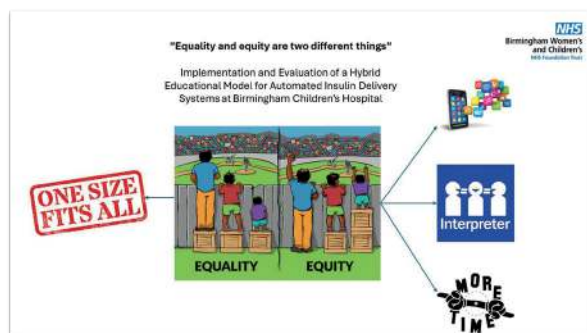 NHS
Birmingham Women's
and Children's
NHS Foundation Trust
"Equality and equity are two different things"
Implementation and Evaluation of a Hybrid
Educational Model for Automated Insulin Delivery
Systems at Birmingham Children's Hospital
ONE SIZE
FITS ALL
EQUALITY
EQUITY
Interpreter
MORE
TIME